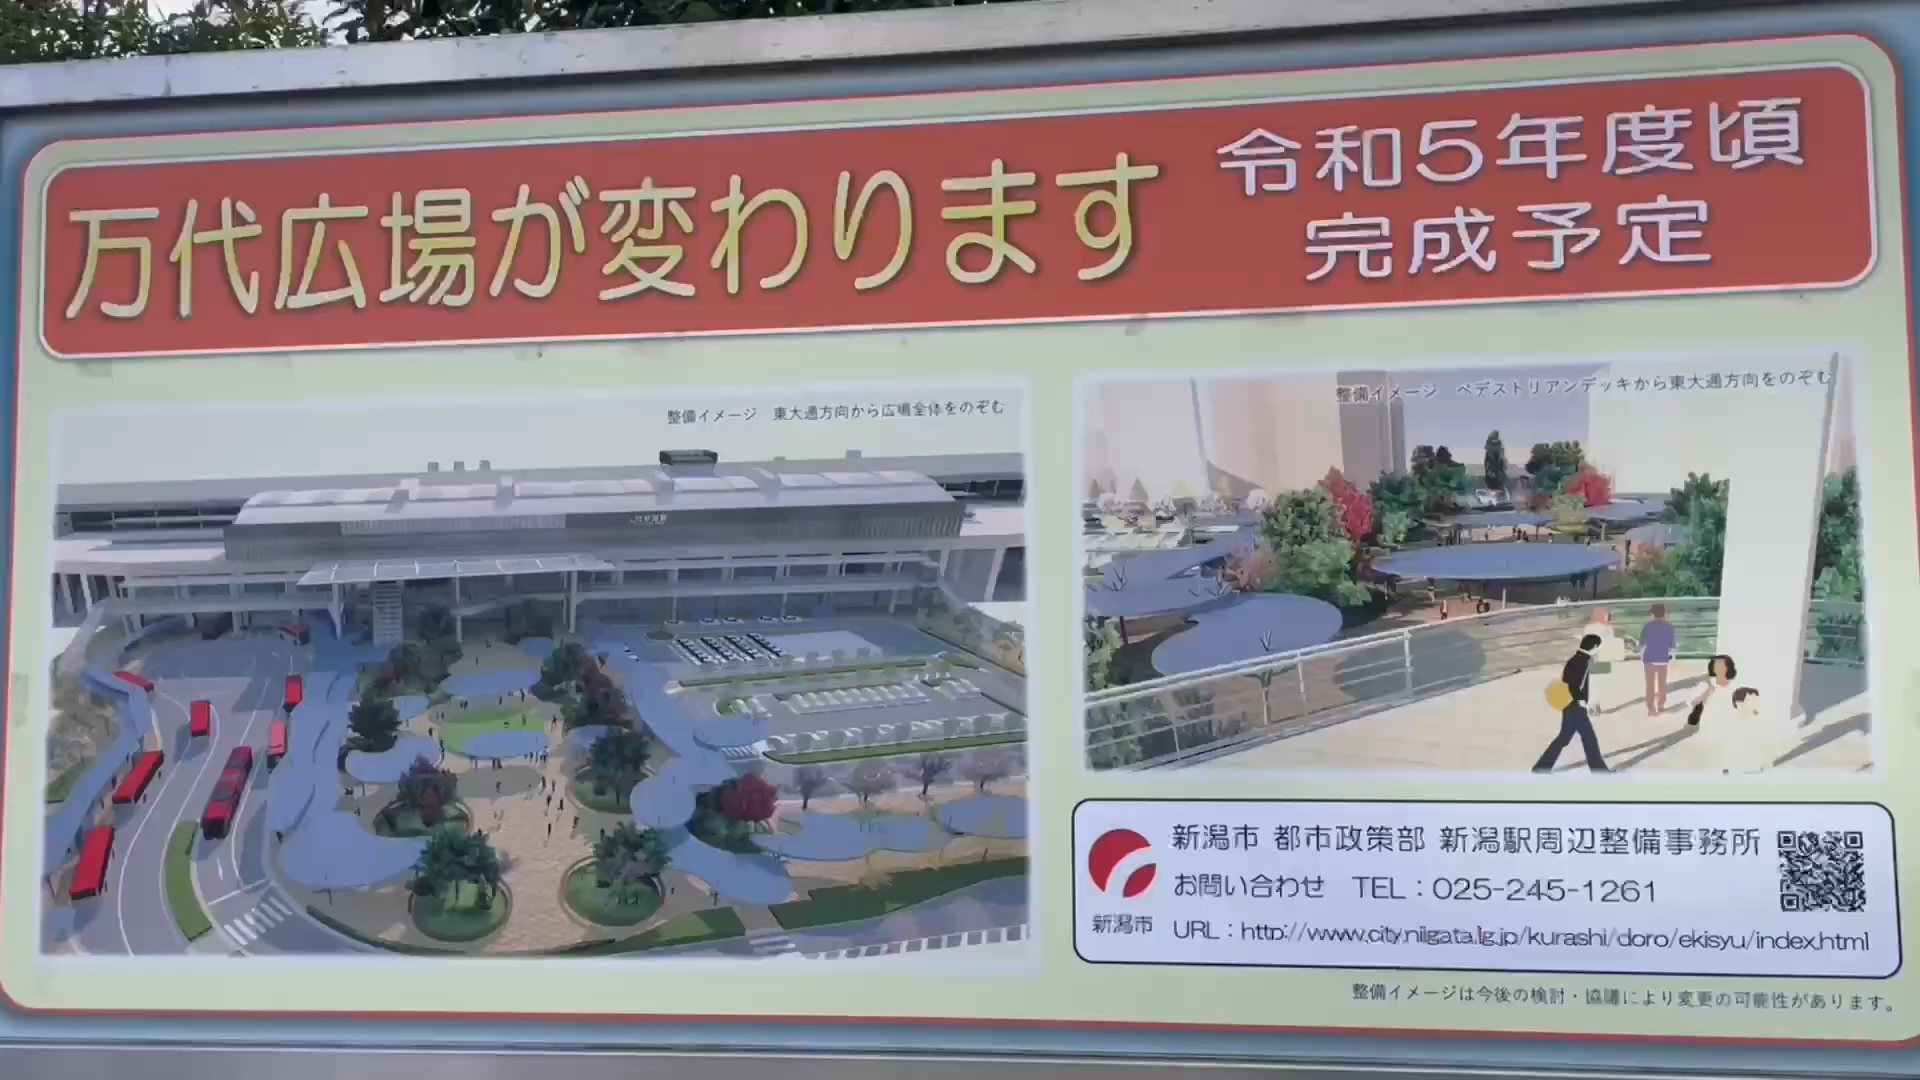 万代広場が変わります
令和5年度頃
完成予定
整備イメージ 東大通方向から広場全体をのぞむ
整備イメージ ペデストリアンデッキから東大通方向をのぞむ
新潟市 都市政策部 新潟駅周辺整備事務所
お問い合わせ TEL：025-245-1261
新潟市
URL：http://www.city.niigata.lg.jp/kurashi/doro/ekisyu/index.html
整備イメージは今後の検討・協議により変更の可能性があります。